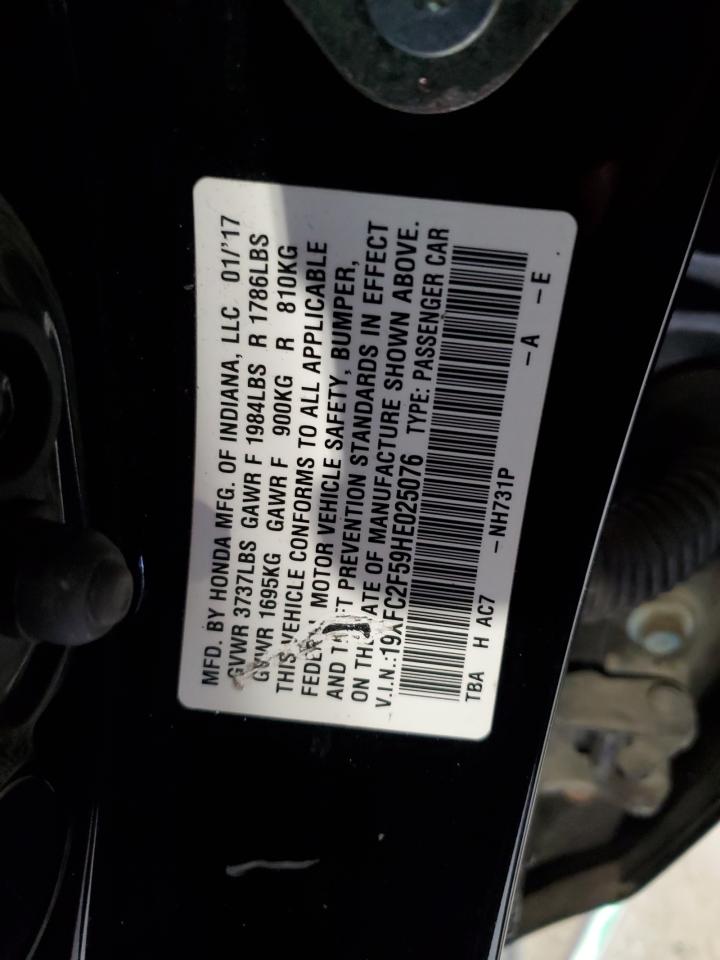 MFD. BY HONDA MFG. OF INDIANA, LLC 01/'17
GVWR 3737LBS GAWR F 1984LBS R 1786LBS
GVWR 1695KG GAWR F 900KG R 810KG
THIS VEHICLE CONFORMS TO ALL APPLICABLE
MOTOR VEHICLE SAFETY, BUMPER,
AND PREVENTION STANDARDS IN EFFECT
ON OF MANUFACTURE SHOWN ABOVE.
V.I.N.:19XFC2F59HE025076 TYPE: PASSENGER CAR
TBA H AC7 –NH731P –A –E